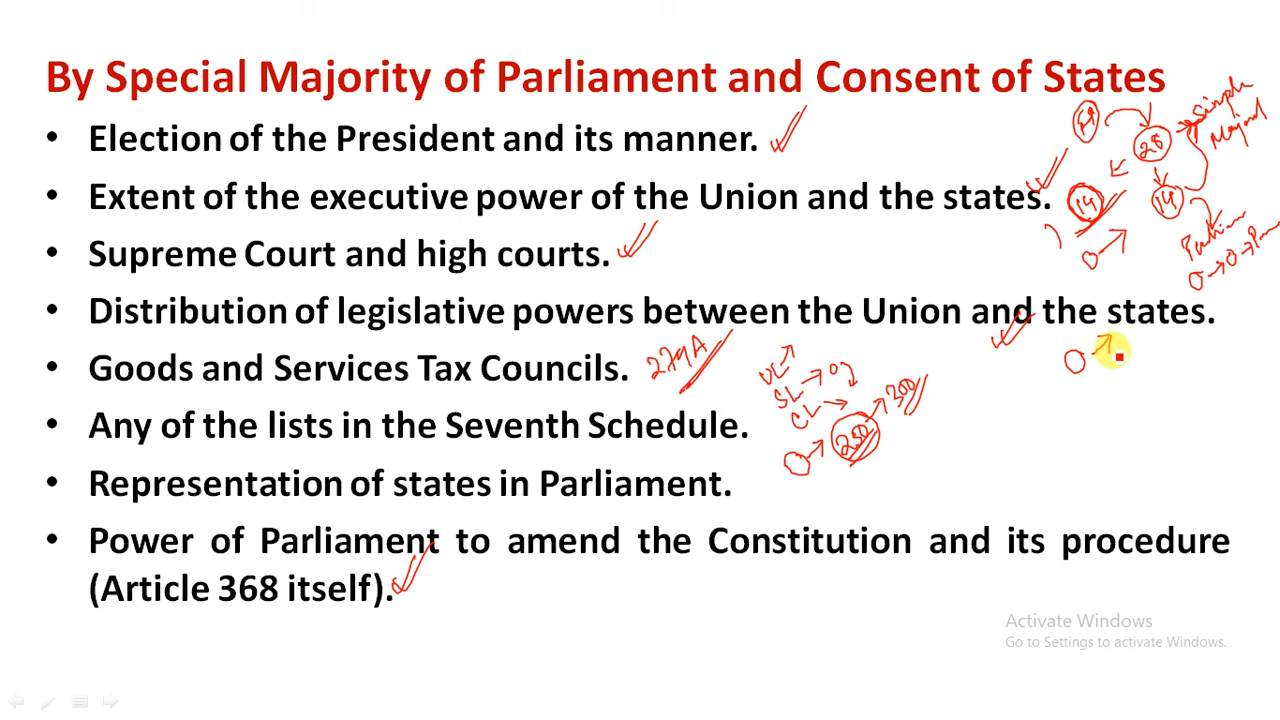 By Special Majority of Parliament and Consent of States
• Election of the President and its manner.
• Extent of the executive power of the Union and the states.
• Supreme Court and high courts.
• Distribution of legislative powers between the Union and the states.
• Goods and Services Tax Councils. 279A
• Any of the lists in the Seventh Schedule.
• Representation of states in Parliament.
• Power of Parliament to amend the Constitution and its procedure
(Article 368 itself).
Simple
28
14
14
UL
SL
CL
250
300
Activate Windows
Go to Settings to activate Windows.